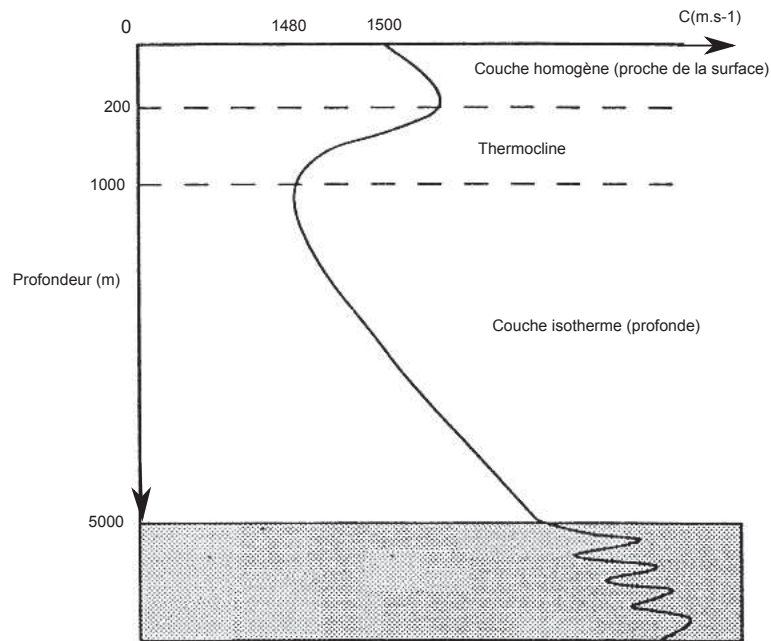 0 1480 1500 C(m.s-1)
Couche homogène (proche de la surface)
200
Thermocline
1000
Profondeur (m)
Couche isotherme (profonde)
5000